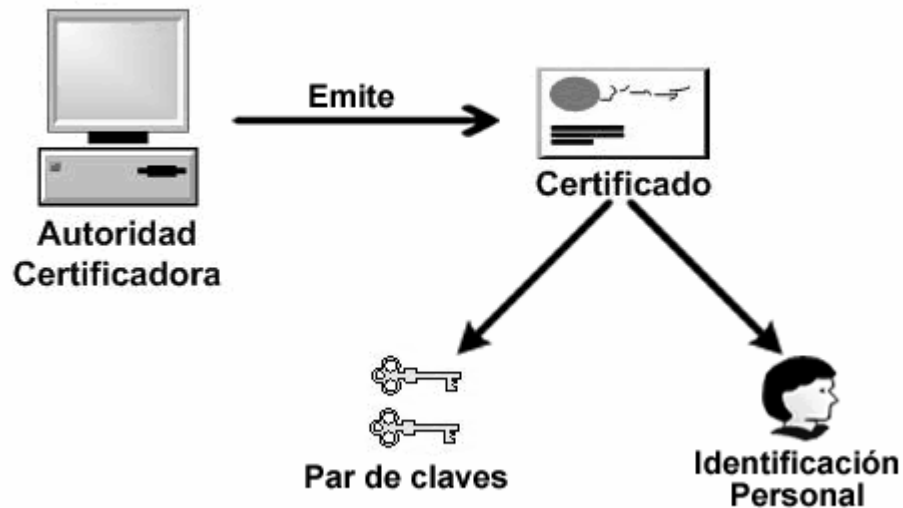 Emite
Autoridad
Certificadora
Certificado
Par de claves
Identificación
Personal